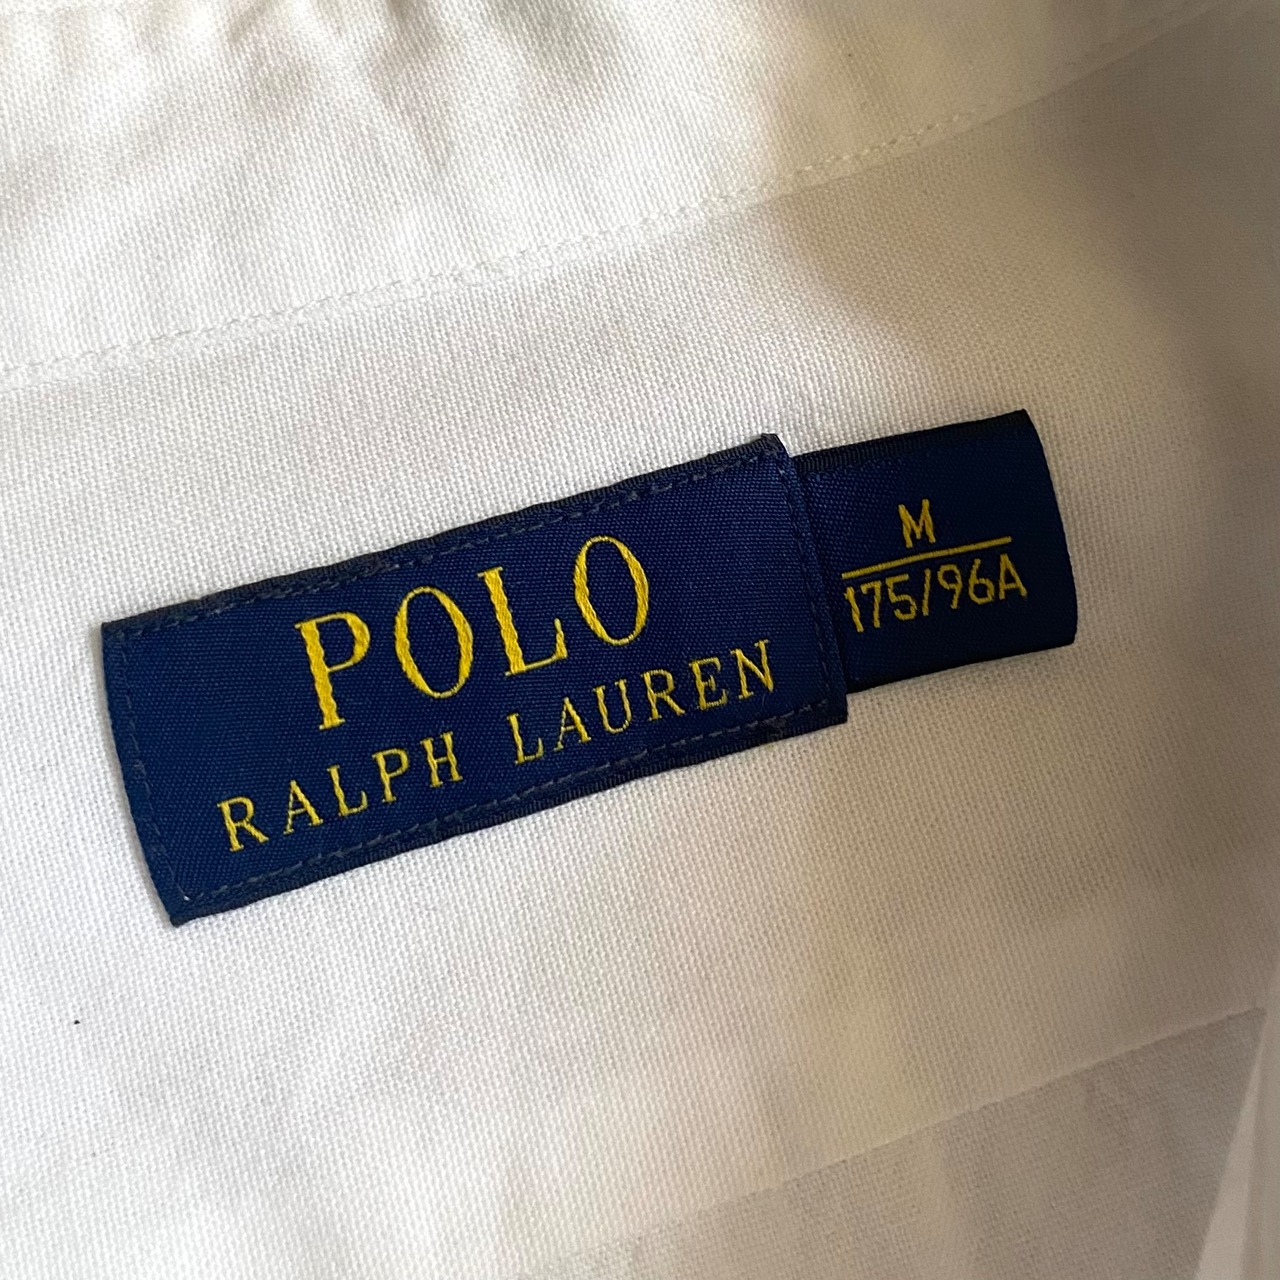 POLO
RALPH LAUREN
M
175/96A